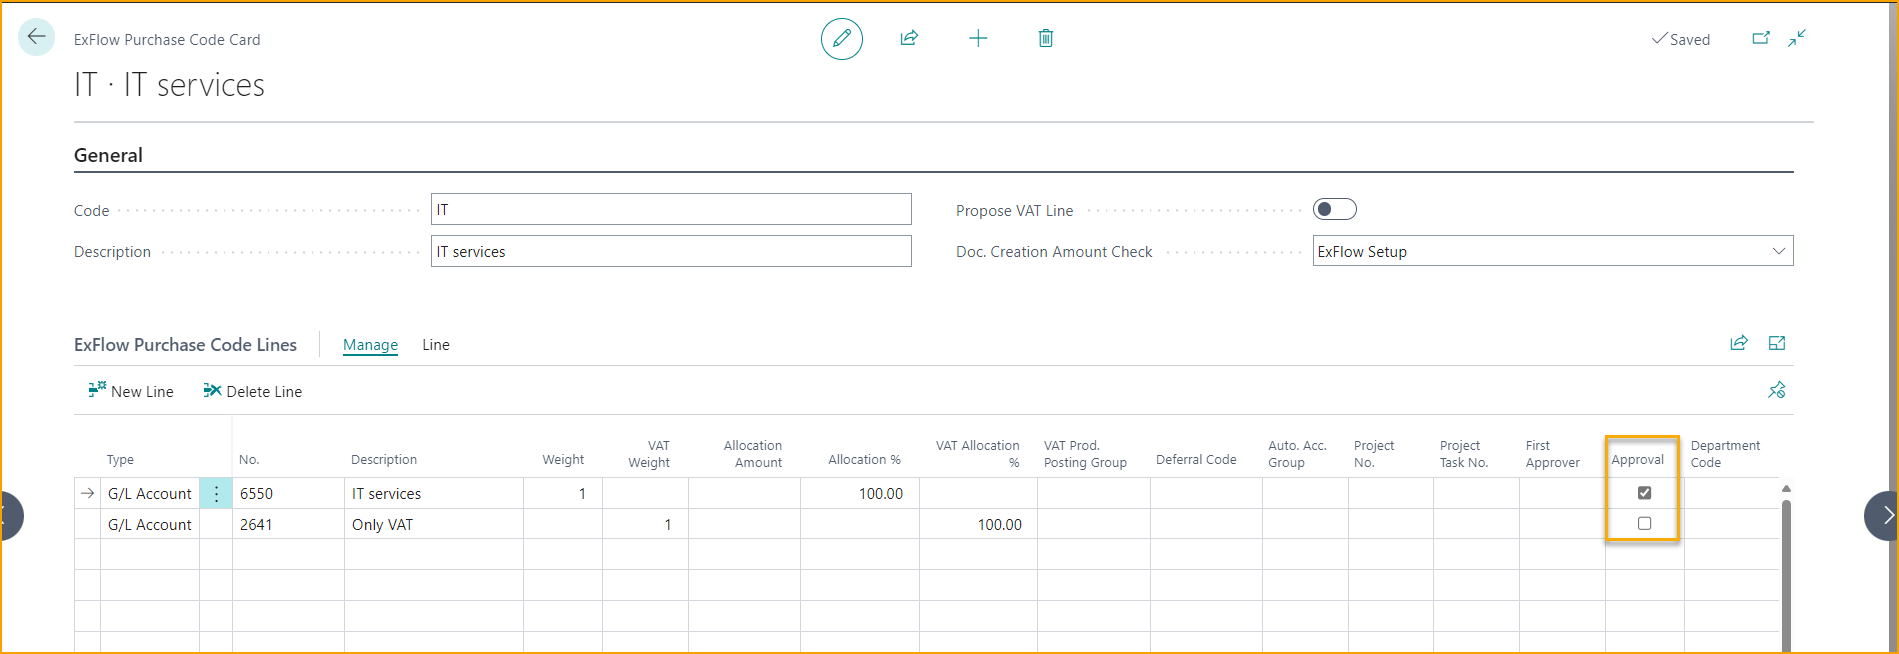 ExFlow Purchase Code Card
Saved
IT · IT services
General
Code IT
Propose VAT Line
Description IT services
Doc. Creation Amount Check ExFlow Setup
ExFlow Purchase Code Lines Manage Line
New Line Delete Line
Type No. Description Weight VAT Weight Allocation Amount Allocation % VAT Allocation % VAT Prod. Posting Group Deferral Code Auto. Acc. Group Project No. Project Task No. First Approver Approval Department Code
G/L Account 6550 IT services 1 100.00
G/L Account 2641 Only VAT 1 100.00